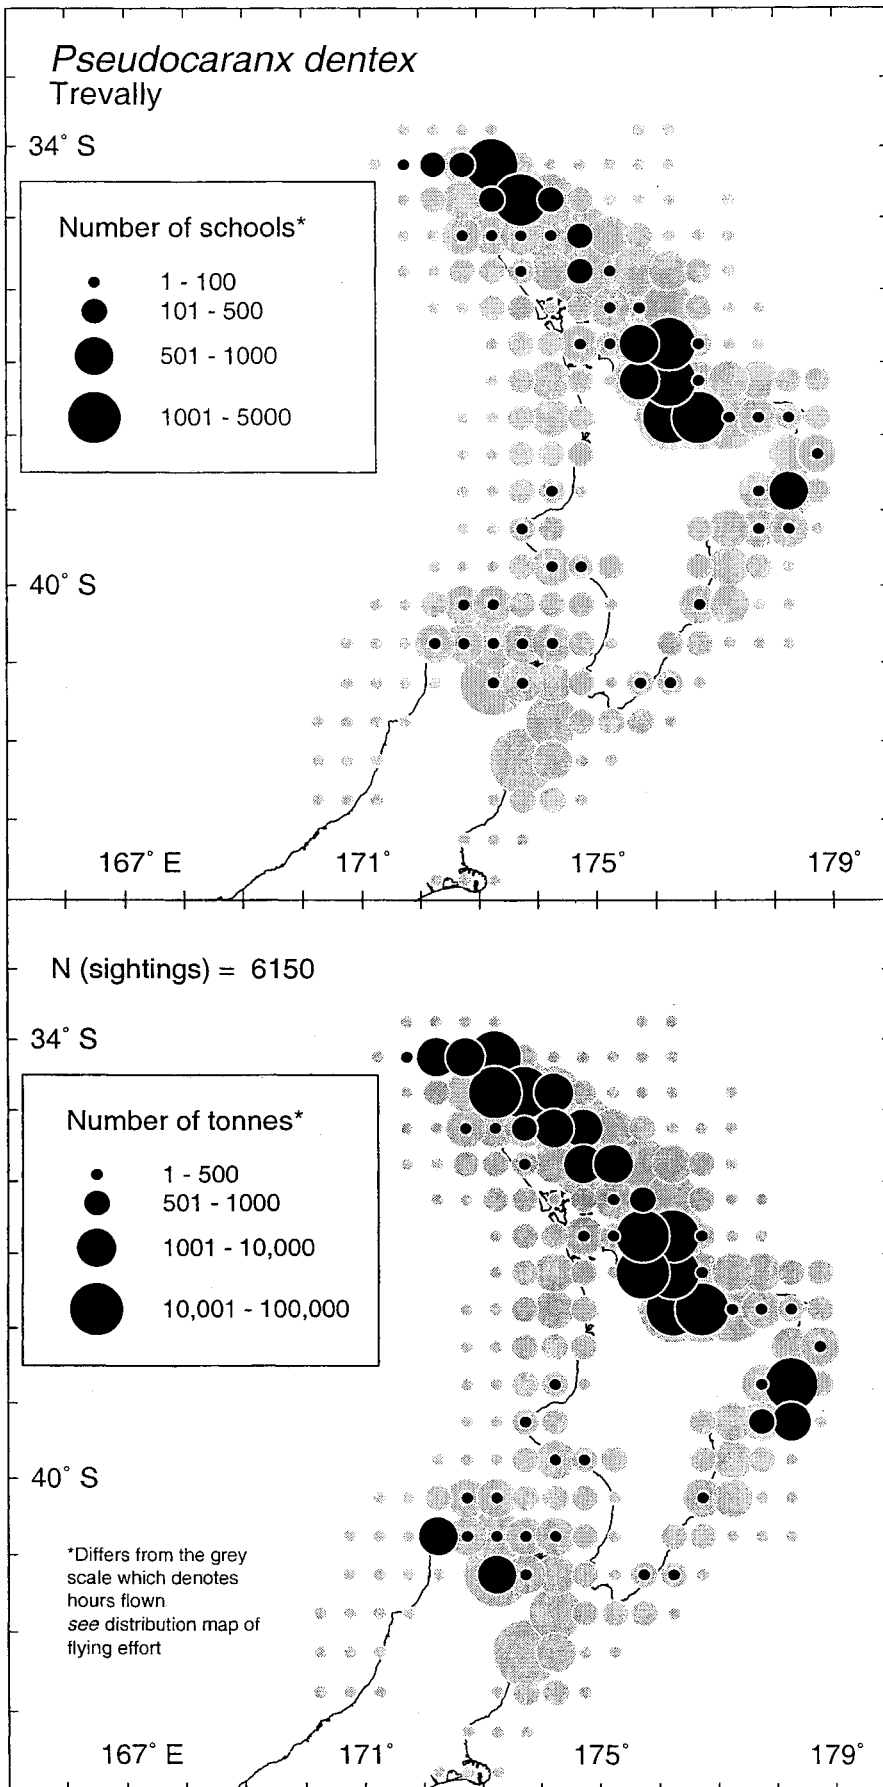 Pseudocaranx dentex
Trevally
34° S
Number of schools*
1 - 100
101 - 500
501 - 1000
1001 - 5000
40° S
167° E
171°
175°
179°
N (sightings) = 6150
34° S
Number of tonnes*
1 - 500
501 - 1000
1001 - 10,000
10,001 - 100,000
40° S
*Differs from the grey
scale which denotes
hours flown
see distribution map of
flying effort
167° E
171°
175°
179°